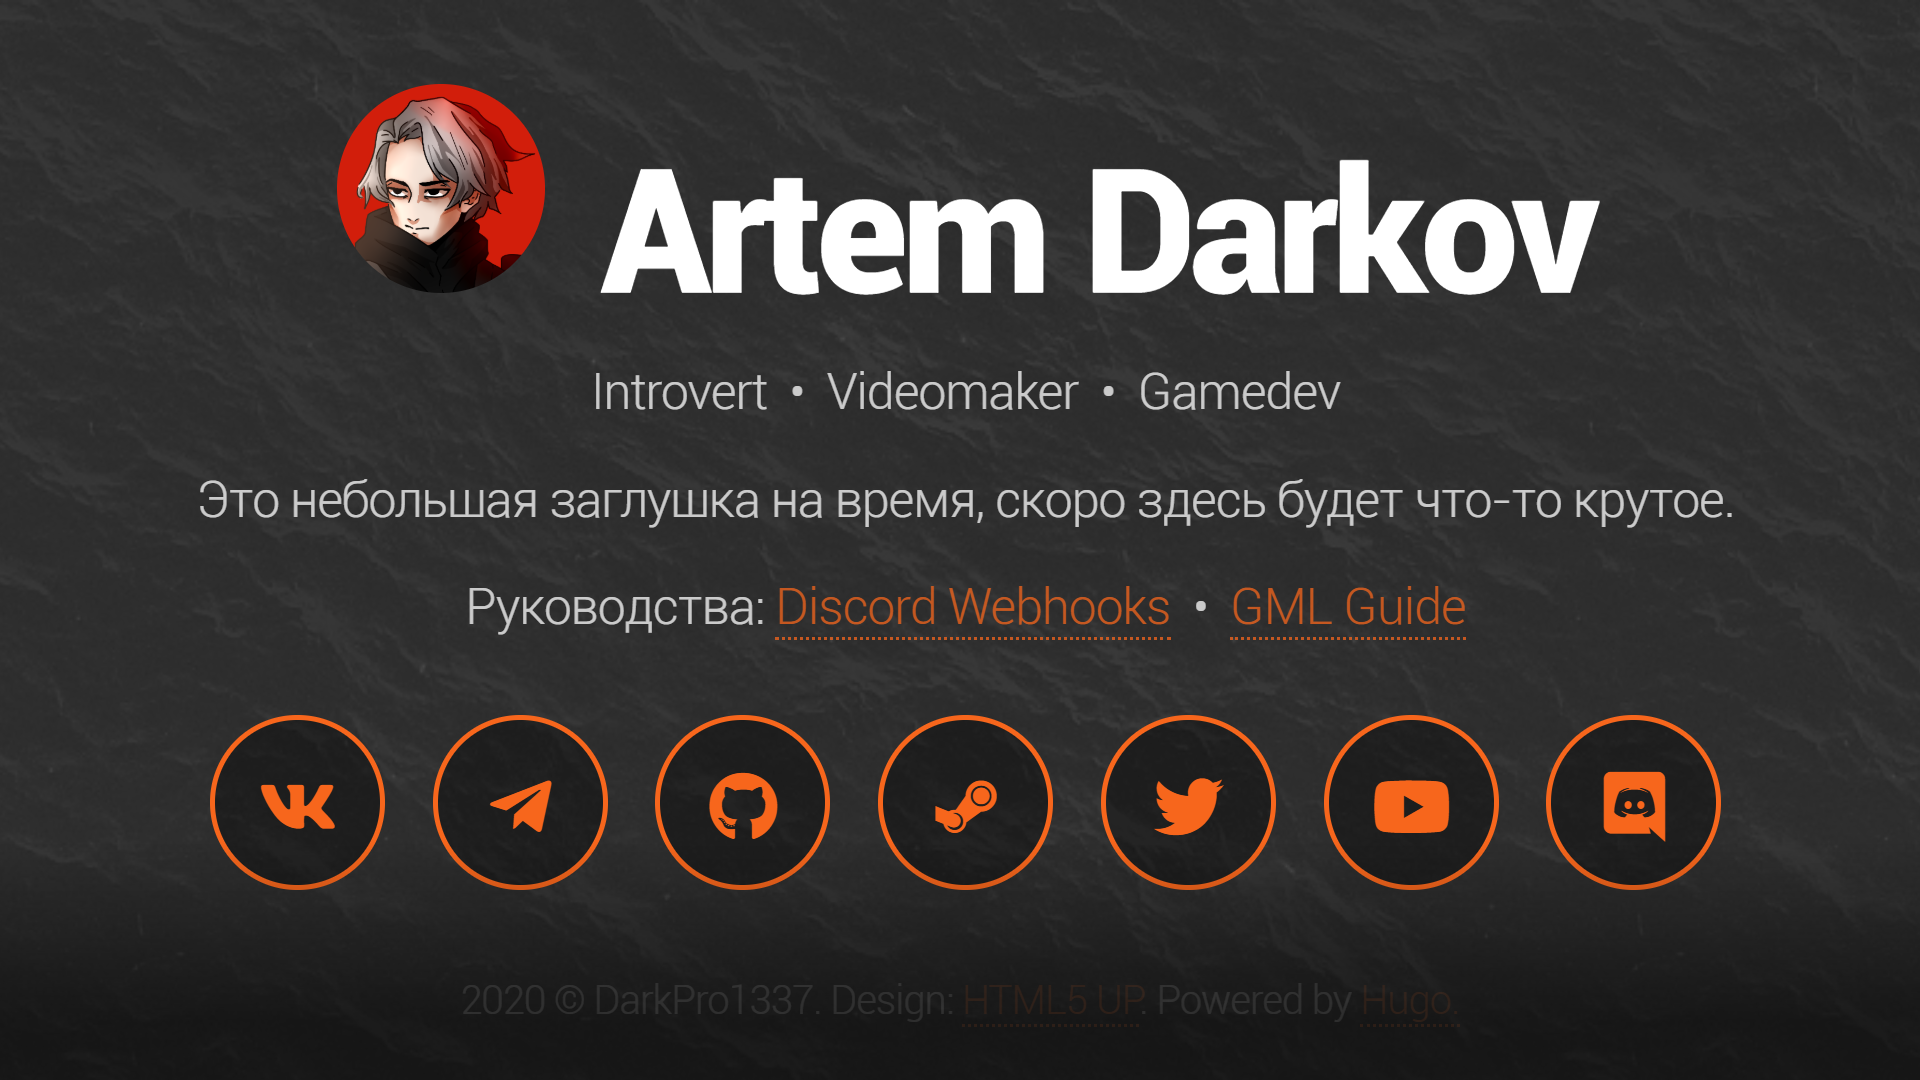 Artem Darkov
Introvert • Videomaker • Gamedev
Это небольшая заглушка на время, скоро здесь будет что-то крутое.
Руководства: Discord Webhooks • GML Guide
2020 © DarkPro1337. Design: HTML5 UP. Powered by Hugo.